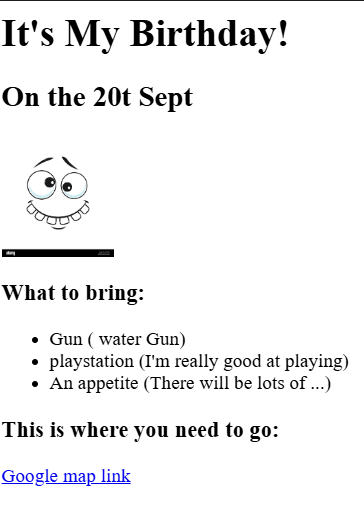 It's My Birthday!
On the 20t Sept
alamy
What to bring:
Gun ( water Gun)
playstation (I'm really good at playing)
An appetite (There will be lots of ...)
This is where you need to go:
Google map link